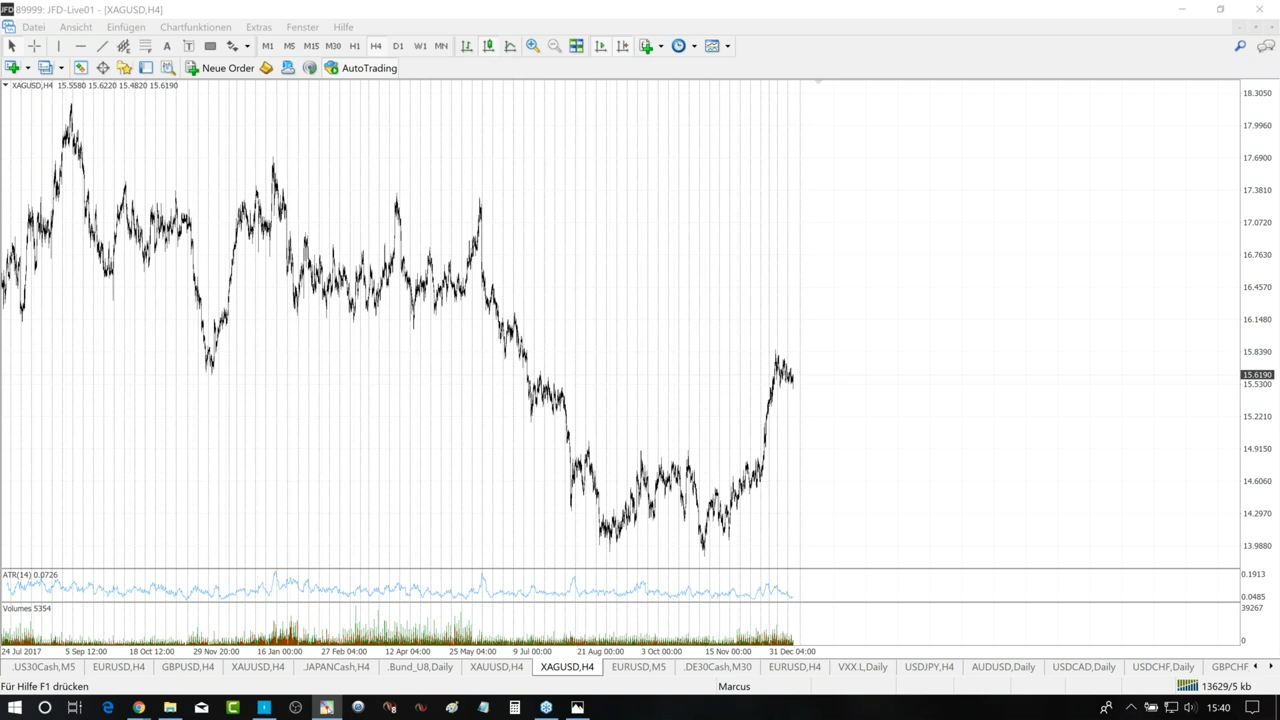 JFD 89999: JFD-Live01 - [XAGUSD,H4]
Datei Ansicht Einfügen Chartfunktionen Extras Fenster Hilfe
A T M1 M5 M15 M30 H1 H4 D1 W1 MN
Neue Order AutoTrading
XAGUSD,H4 15.5580 15.6220 15.4820 15.6190
18.3050
17.9960
17.6900
17.3810
17.0720
16.7630
16.4570
16.1480
15.8390
15.6190
15.5300
15.2210
14.9150
14.6060
14.2970
13.9880
ATR(14) 0.0726
0.1913
0.0485
Volumes 5354
39267
0
24 Jul 2017 5 Sep 12:00 18 Oct 12:00 29 Nov 20:00 16 Jan 00:00 27 Feb 04:00 12 Apr 04:00 25 May 04:00 9 Jul 00:00 21 Aug 00:00 3 Oct 00:00 15 Nov 00:00 31 Dec 04:00
.US30Cash,M5 EURUSD,H4 GBPUSD,H4 XAUUSD,H4 .JAPANCash,H4 .Bund_U8,Daily XAUUSD,H4 XAGUSD,H4 EURUSD,M5 .DE30Cash,M30 EURUSD,H4 VXX.L,Daily USDJPY,H4 AUDUSD,Daily USDCAD,Daily USDCHF,Daily GBPCHF
Für Hilfe F1 drücken Marcus 13629/5 kb
15:40